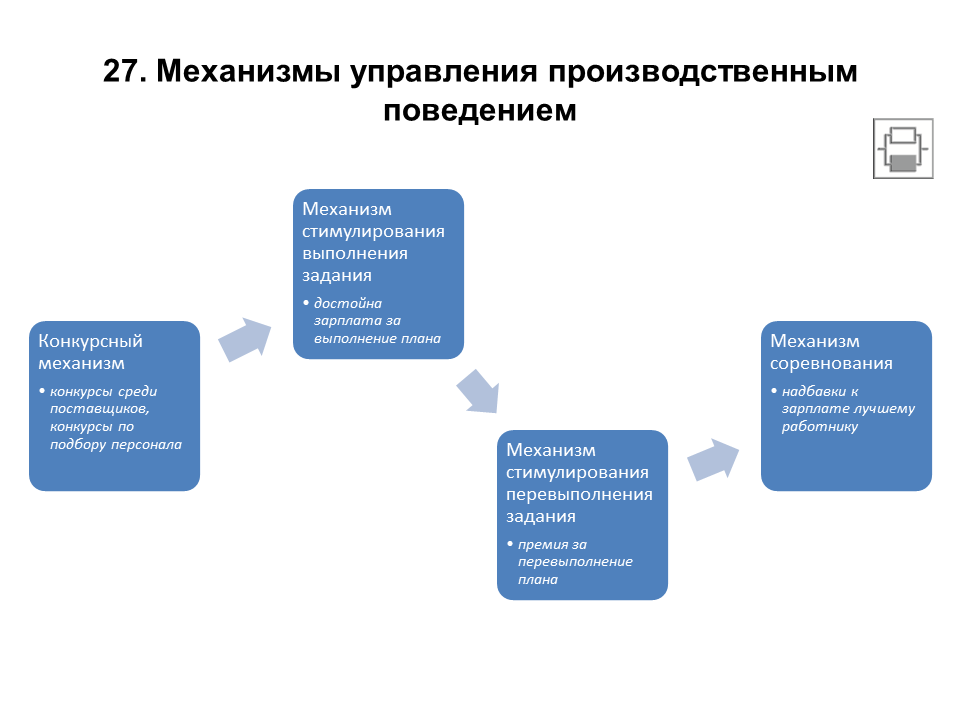 27. Механизмы управления производственным
поведением
Конкурсный
механизм
• конкурсы среди
поставщиков,
конкурсы по
подбору персонала
Механизм
стимулирования
выполнения
задания
• достойна
зарплата за
выполнение плана
Механизм
стимулирования
перевыполнения
задания
• премия за
перевыполнение
плана
Механизм
соревнования
• надбавки к
зарплате лучшему
работнику